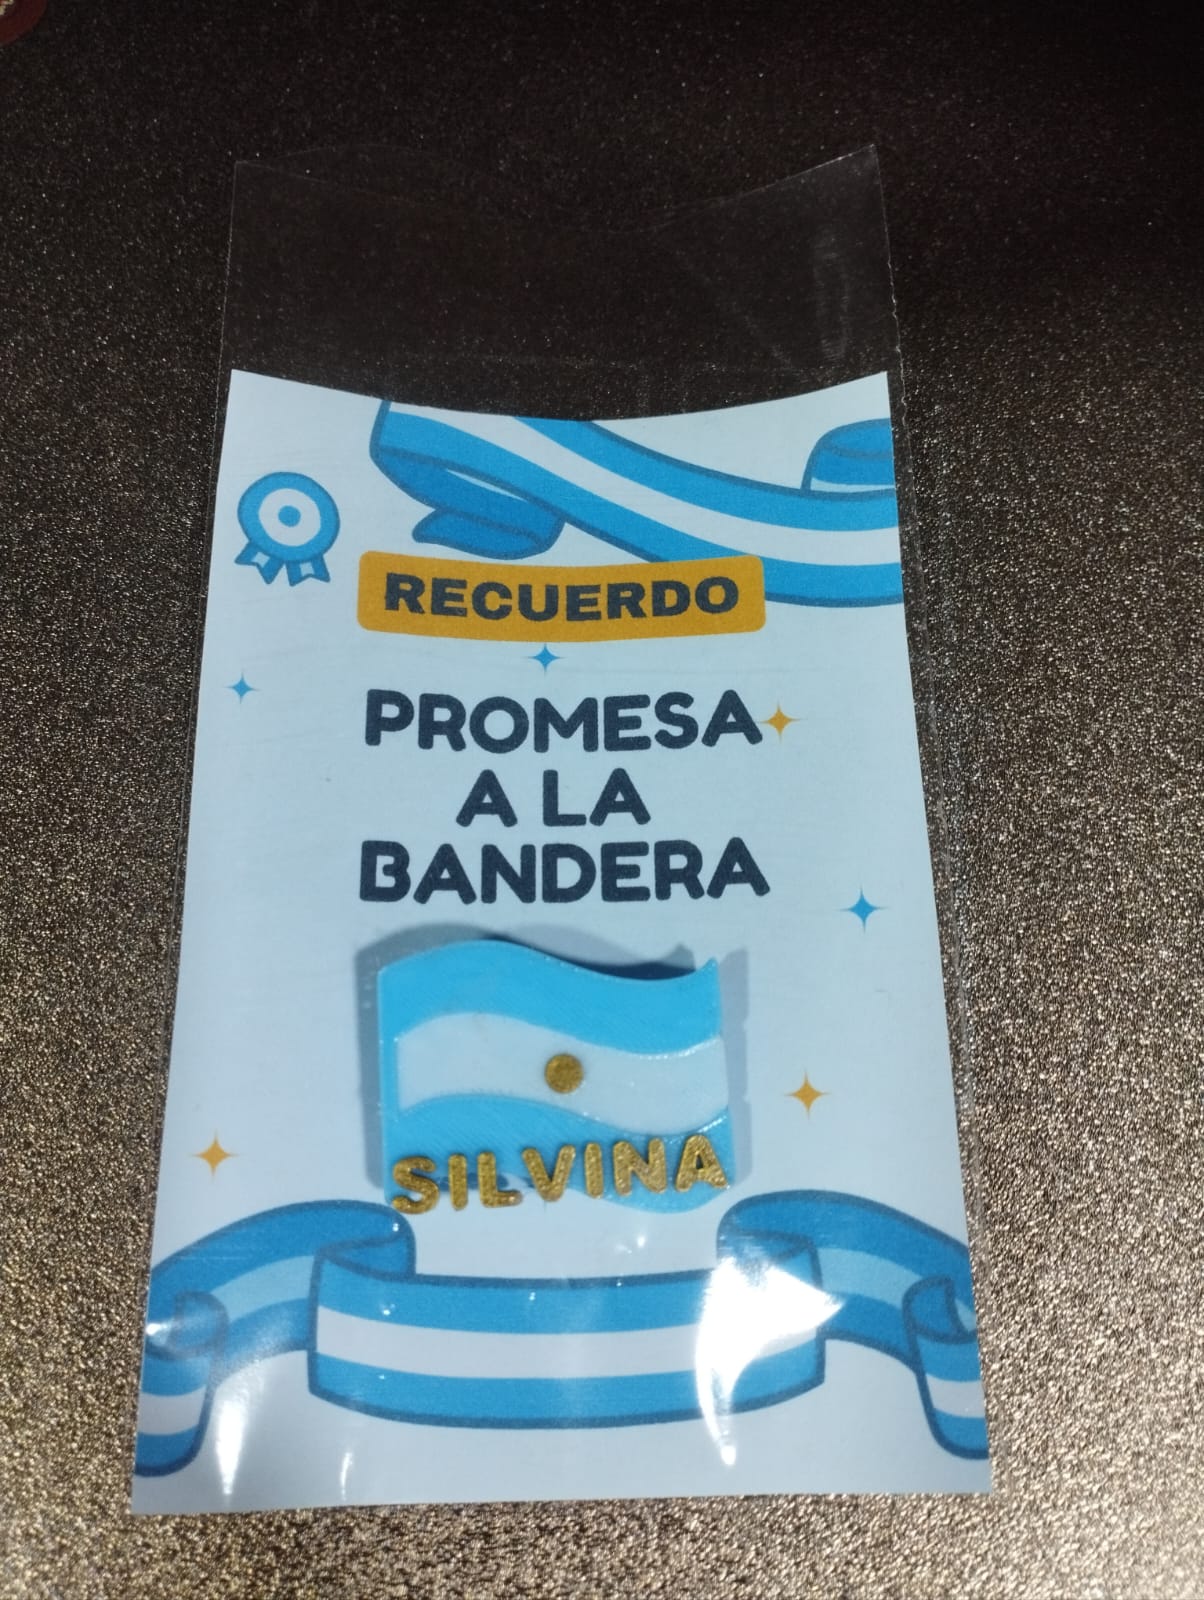 RECUERDO
PROMESA
A LA
BANDERA
SILVINA